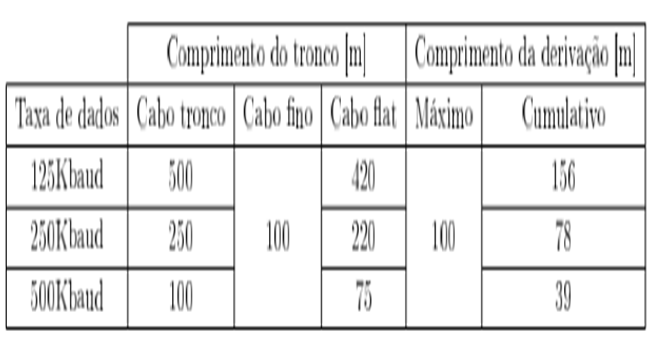 Comprimento do tronco [m] Comprimento da derivação [m]
Taxa de dados Cabo tronco Cabo fino Cabo flat Máximo Cumulativo
125Kbaud 500 420 156
250Kbaud 250 100 220 100 78
500Kbaud 100 75 39